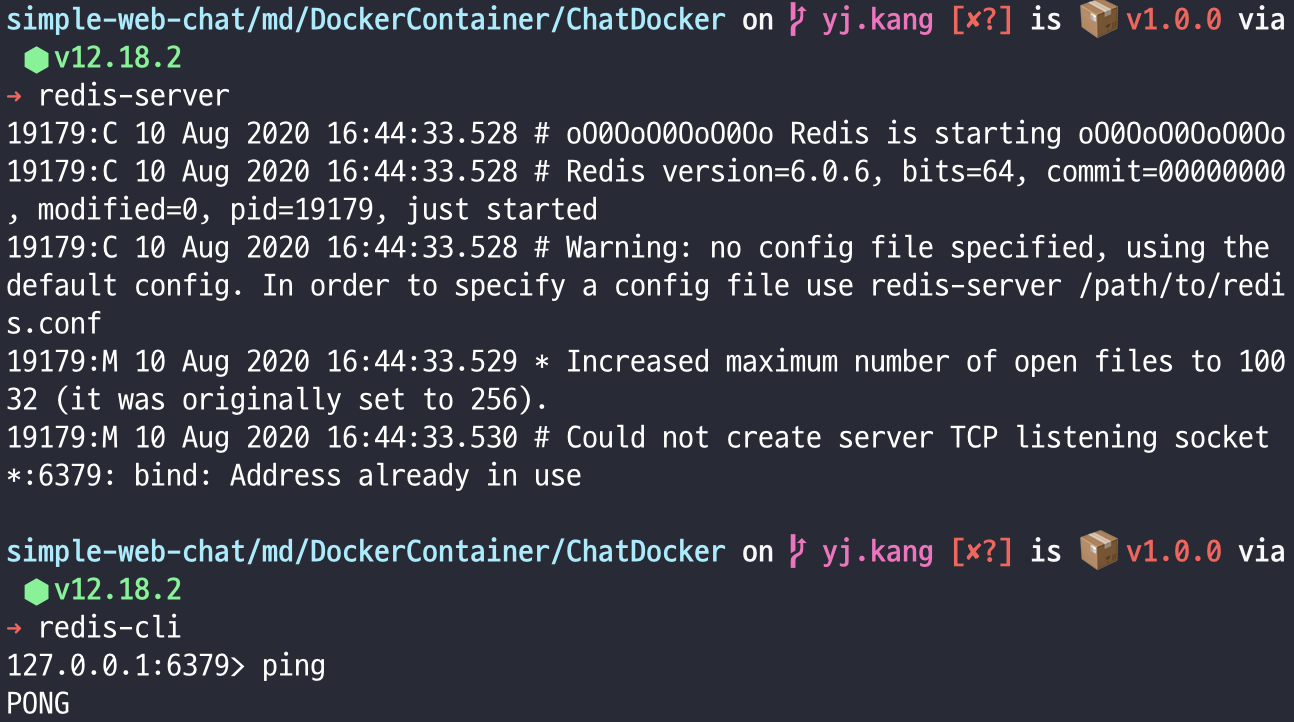 simple-web-chat/md/DockerContainer/ChatDocker on yj.kang [✘?] is 📦 v1.0.0 via
⬢ v12.18.2
➜ redis-server
19179:C 10 Aug 2020 16:44:33.528 # oO0OoO0OoO0Oo Redis is starting oO0OoO0OoO0Oo
19179:C 10 Aug 2020 16:44:33.528 # Redis version=6.0.6, bits=64, commit=00000000
, modified=0, pid=19179, just started
19179:C 10 Aug 2020 16:44:33.528 # Warning: no config file specified, using the
default config. In order to specify a config file use redis-server /path/to/redi
s.conf
19179:M 10 Aug 2020 16:44:33.529 * Increased maximum number of open files to 100
32 (it was originally set to 256).
19179:M 10 Aug 2020 16:44:33.530 # Could not create server TCP listening socket
*:6379: bind: Address already in use
simple-web-chat/md/DockerContainer/ChatDocker on yj.kang [✘?] is 📦 v1.0.0 via
⬢ v12.18.2
➜ redis-cli
127.0.0.1:6379> ping
PONG